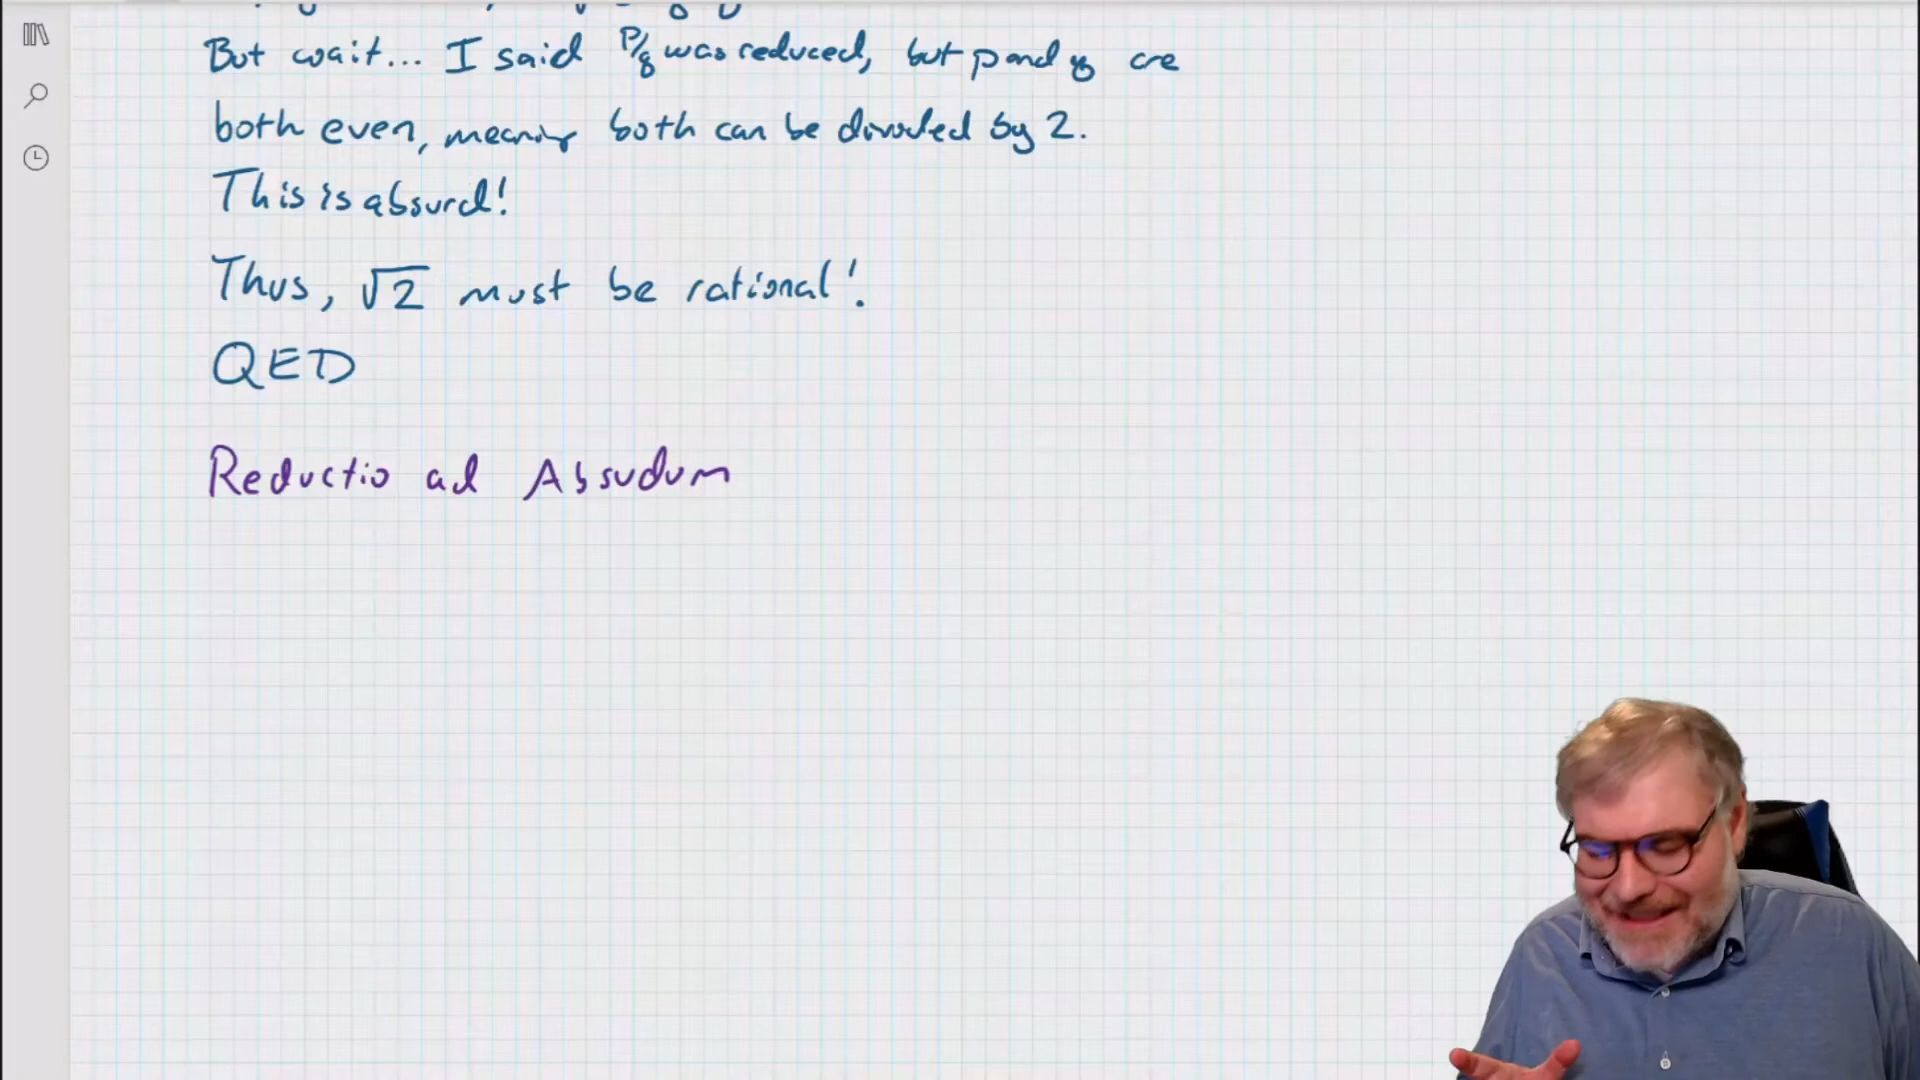 But wait... I said P/q was reduced, but p and q are
both even, meaning both can be divided by 2.
This is absurd!
Thus, √2 must be rational!
QED
Reductio ad Absudum